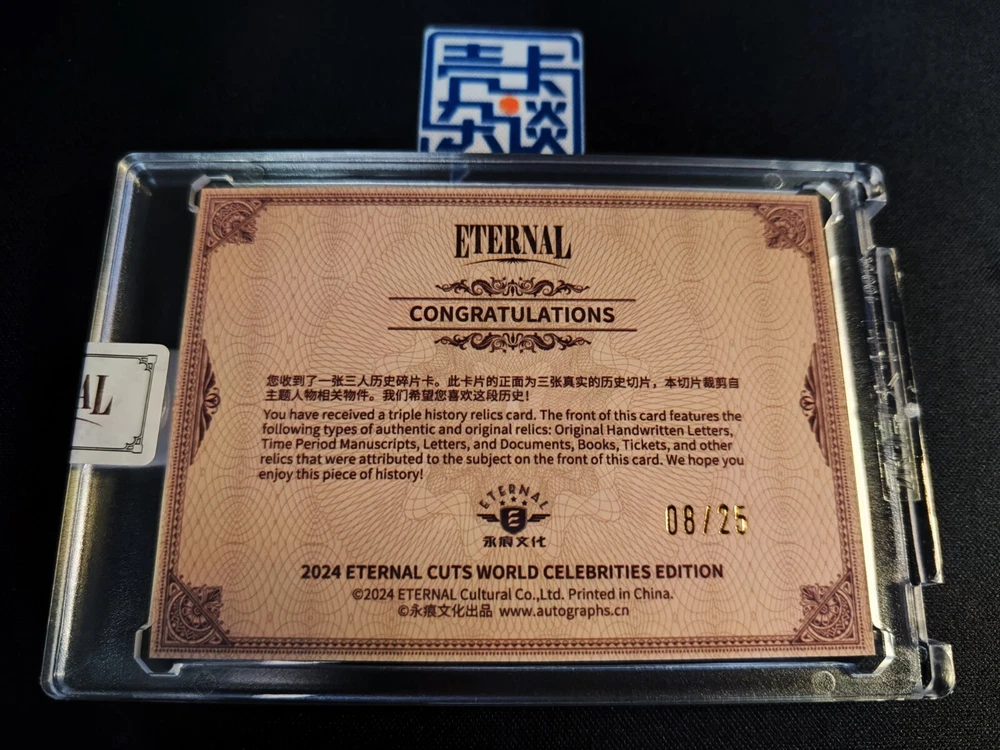 壳卡
杂谈
ETERNAL
CONGRATULATIONS
AL
您收到了一张三人历史碎片卡。此卡片的正面为三张真实的历史切片，本切片裁剪自
主题人物相关物件。我们希望您喜欢这段历史！
You have received a triple history relics card. The front of this card features the
following types of authentic and original relics: Original Handwritten Letters,
Time Period Manuscripts, Letters, and Documents, Books, Tickets, and other
relics that were attributed to the subject on the front of this card. We hope you
enjoy this piece of history!
ETERNAL
E
永痕文化
08/25
2024 ETERNAL CUTS WORLD CELEBRITIES EDITION
©2024 ETERNAL Cultural Co.,Ltd. Printed in China.
©永痕文化出品 www.autographs.cn